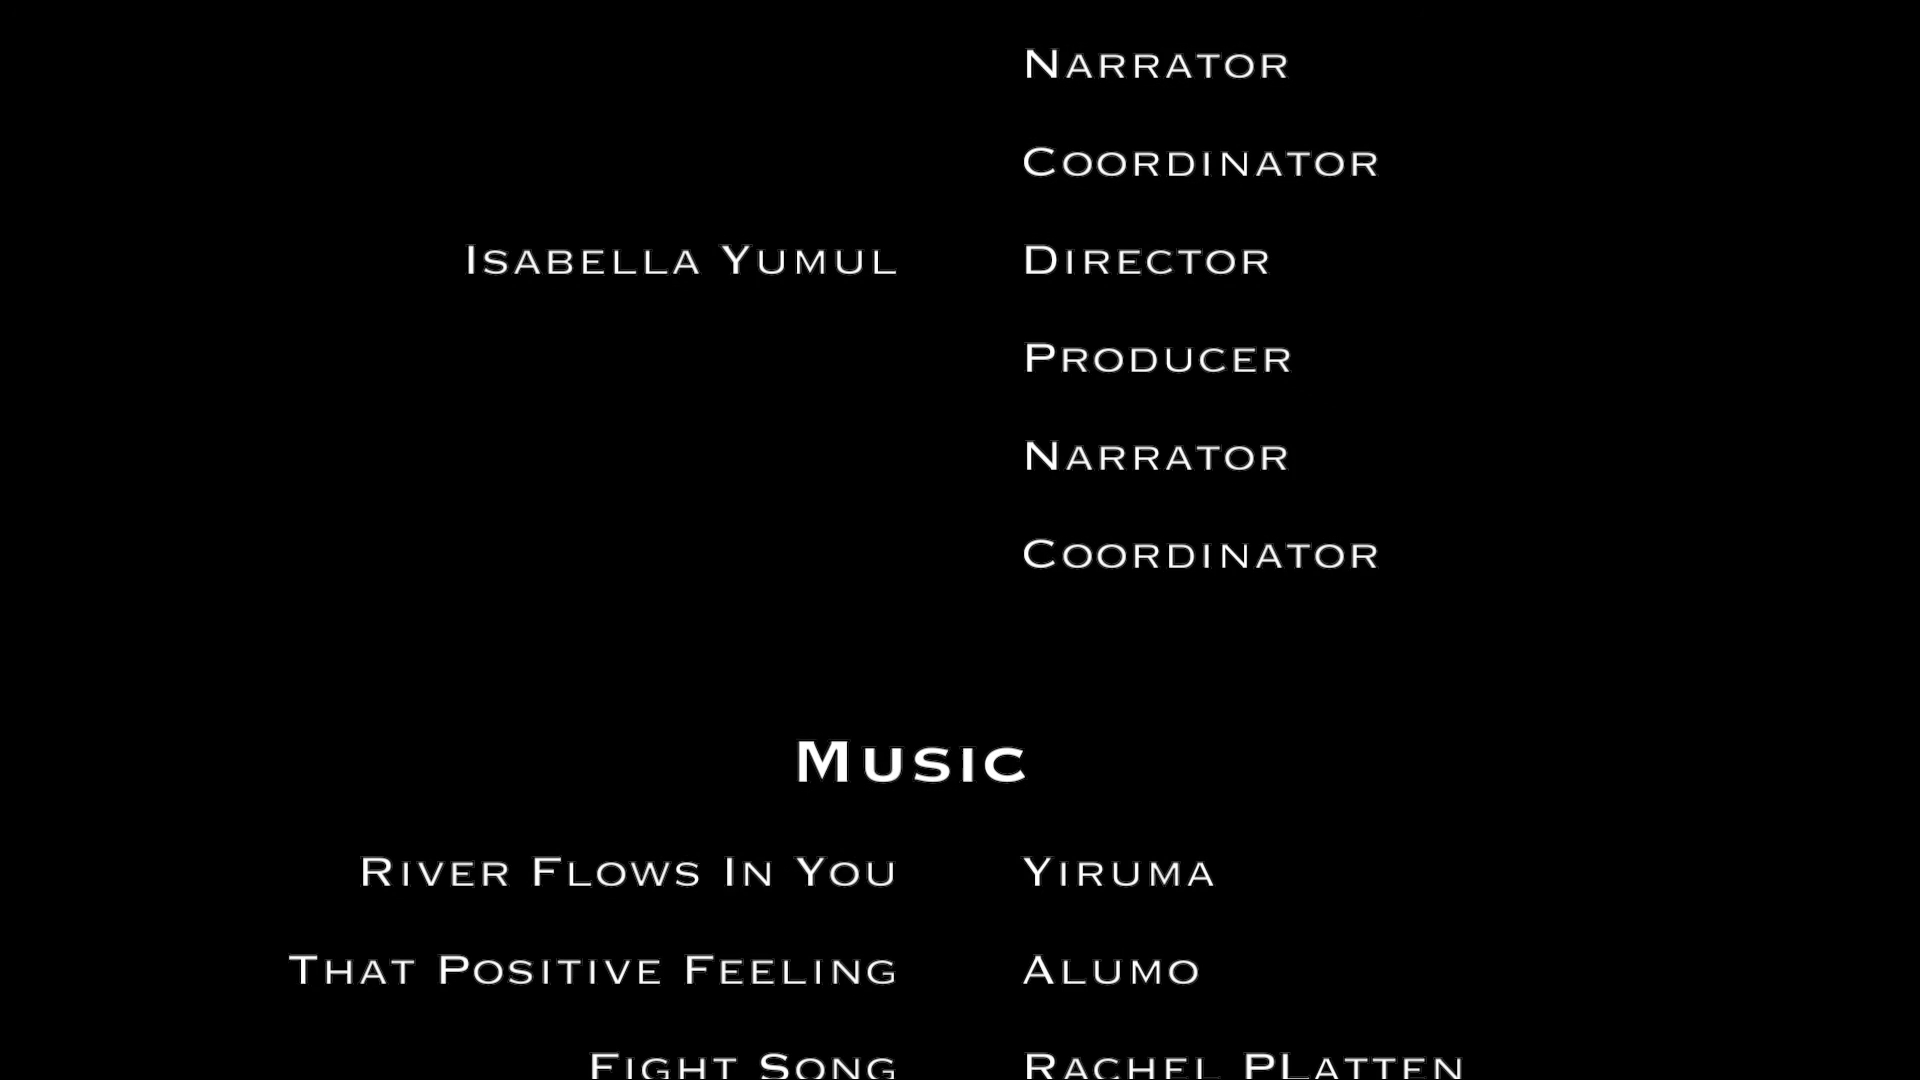 Narrator
Coordinator
Isabella Yumul Director
Producer
Narrator
Coordinator
Music
River Flows In You Yiruma
That Positive Feeling Alumo
Fight Song Rachel PLatten